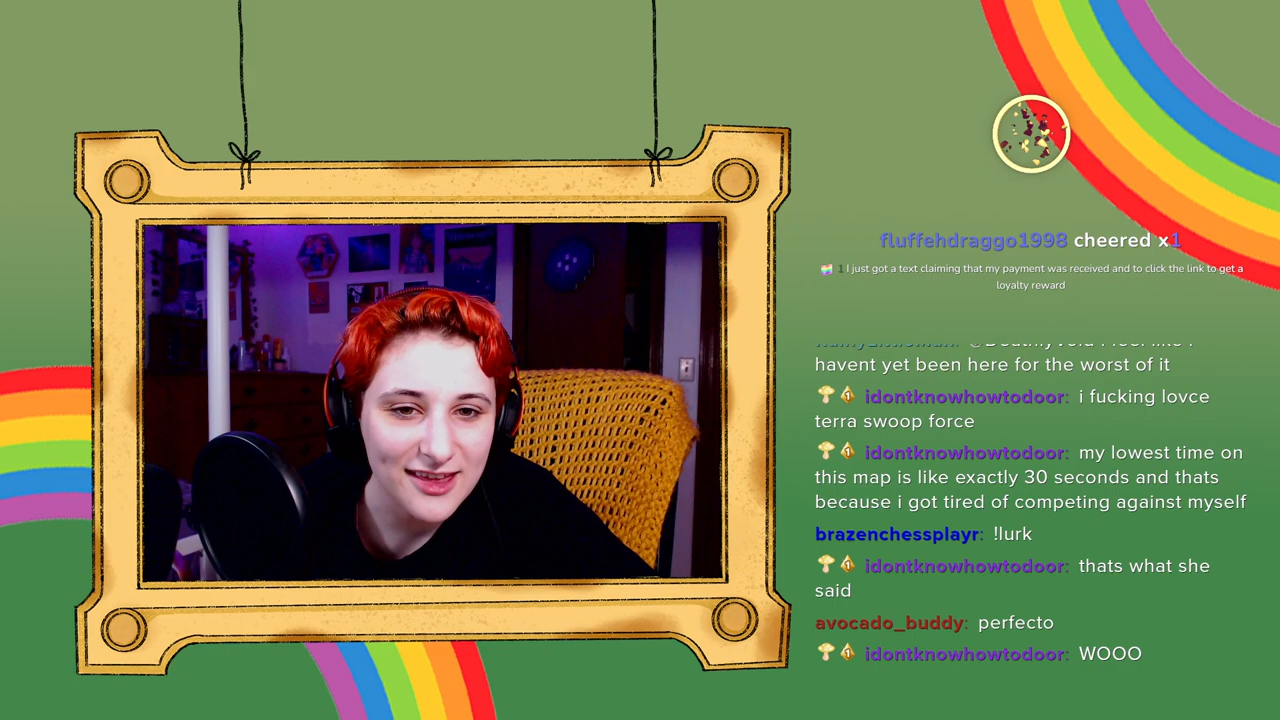 fluffehdraggo1998 cheered x1
1 I just got a text claiming that my payment was received and to click the link to get a
loyalty reward
havent yet been here for the worst of it
idontknowhowtodoor: i fucking lovce
terra swoop force
idontknowhowtodoor: my lowest time on
this map is like exactly 30 seconds and thats
because i got tired of competing against myself
brazenchessplayr: !lurk
idontknowhowtodoor: thats what she
said
avocado_buddy: perfecto
idontknowhowtodoor: WOOO